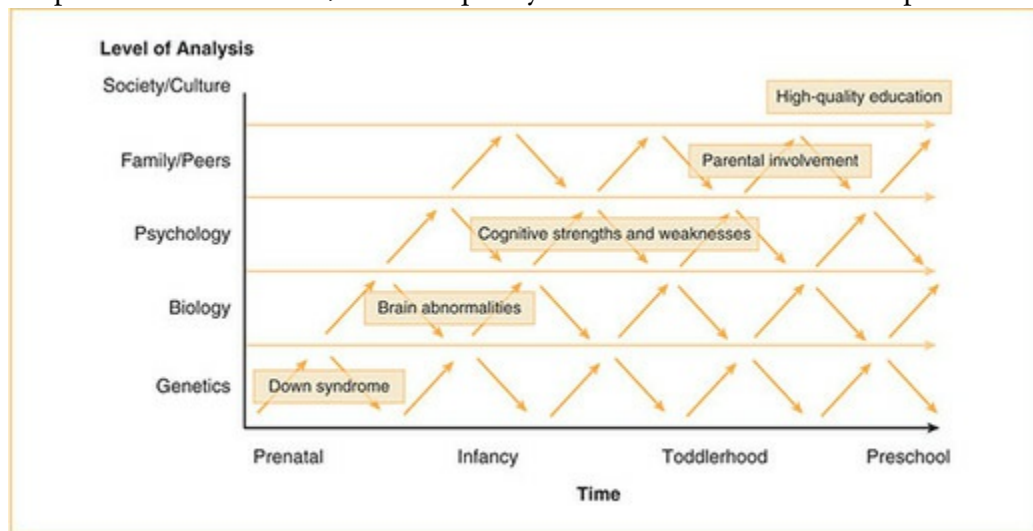 Level of Analysis
Society/Culture
High-quality education
Family/Peers
Parental involvement
Psychology
Cognitive strengths and weaknesses
Biology
Brain abnormalities
Genetics
Down syndrome
Prenatal
Infancy
Toddlerhood
Preschool
Time